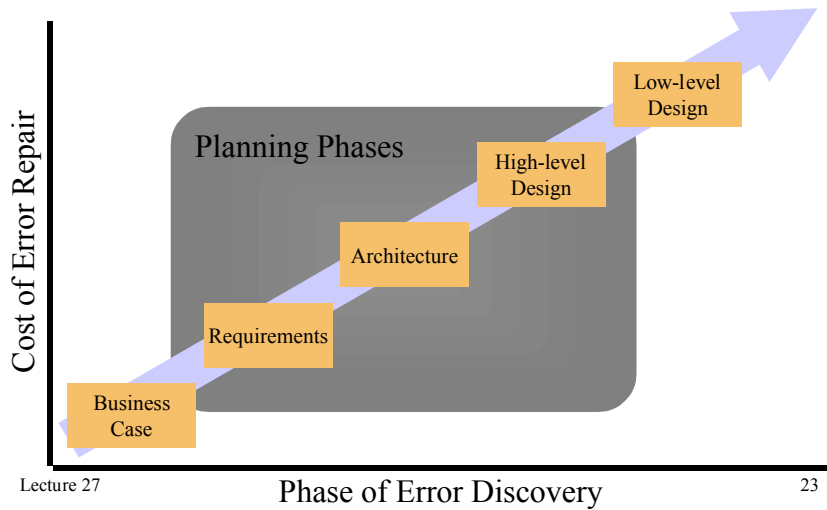 Cost of Error Repair
Planning Phases
Low-level
Design
High-level
Design
Architecture
Requirements
Business
Case
Lecture 27
Phase of Error Discovery
23